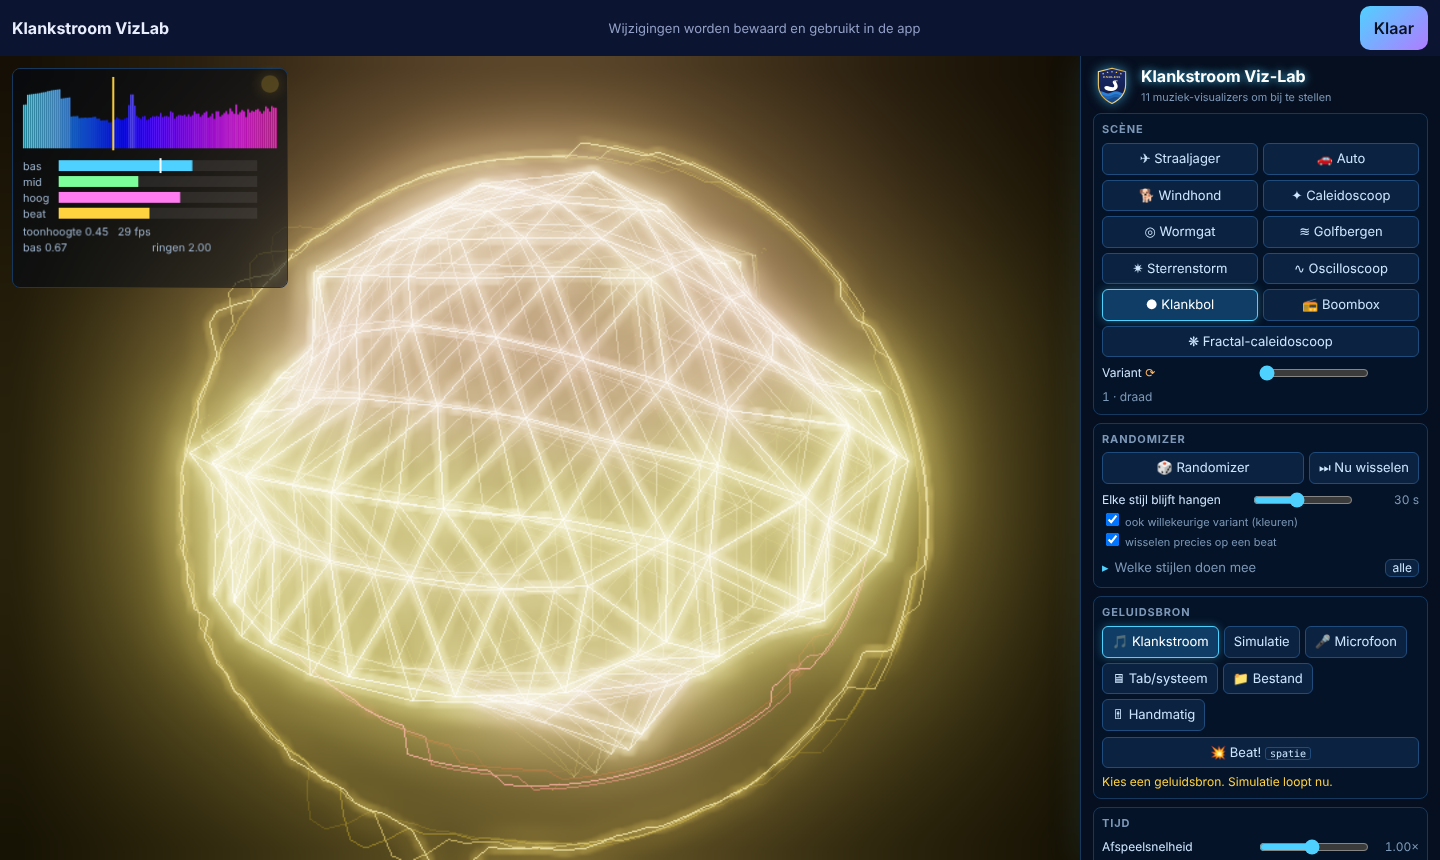 Klankstroom VizLab
Wijzigingen worden bewaard en gebruikt in de app
Klaar
bas
mid
hoog
beat
toonhoogte 0.45 29 fps
bas 0.67 ringen 2.00
Klankstroom Viz-Lab
11 muziek-visualizers om bij te stellen
SCÈNE
✈ Straaljager
🚗 Auto
🐕 Windhond
✦ Caleidoscoop
◎ Wormgat
≋ Golfbergen
✷ Sterrenstorm
∿ Oscilloscoop
● Klankbol
📻 Boombox
❋ Fractal-caleidoscoop
Variant ⟳
1 · draad
RANDOMIZER
🎲 Randomizer
⏭ Nu wisselen
Elke stijl blijft hangen 30 s
ook willekeurige variant (kleuren)
wisselen precies op een beat
▸ Welke stijlen doen mee alle
GELUIDSBRON
🎵 Klankstroom
Simulatie
🎤 Microfoon
🖥 Tab/systeem
📁 Bestand
🎚 Handmatig
💥 Beat! spatie
Kies een geluidsbron. Simulatie loopt nu.
TIJD
Afspeelsnelheid 1.00×